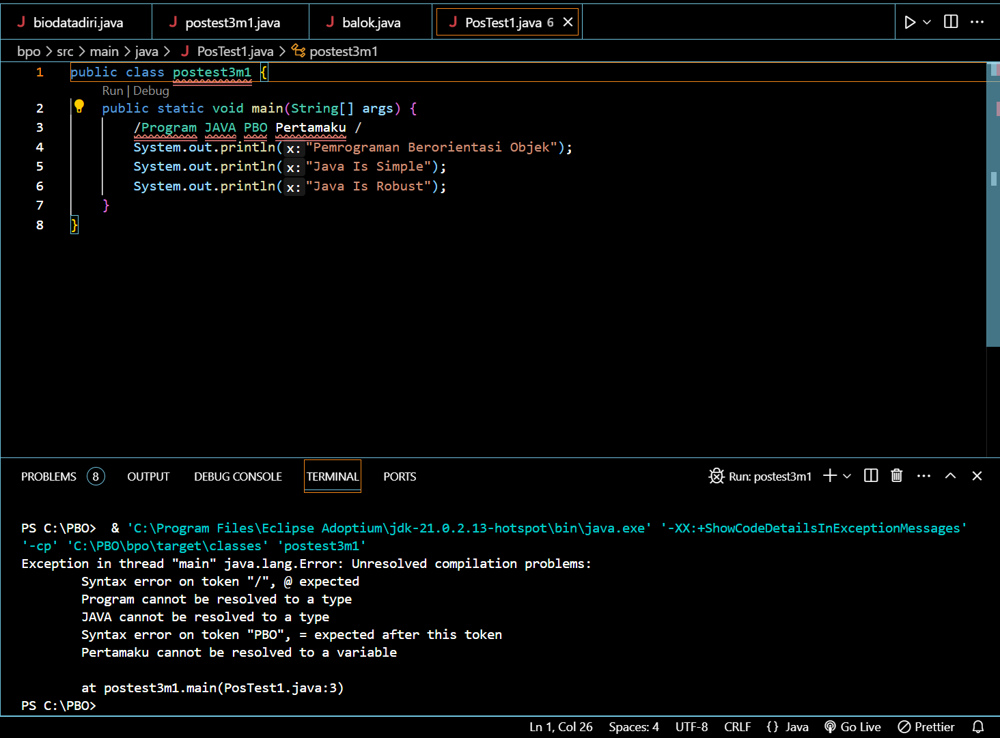 biodatadiri.java postest3m1.java balok.java PosTest1.java 6
bpo > src > main > java > PosTest1.java > postest3m1
1 public class postest3m1 {
Run | Debug
2 public static void main(String[] args) {
3 /Program JAVA PBO Pertamaku /
4 System.out.println(x:"Pemrograman Berorientasi Objek");
5 System.out.println(x:"Java Is Simple");
6 System.out.println(x:"Java Is Robust");
7 }
8 }
PROBLEMS 8 OUTPUT DEBUG CONSOLE TERMINAL PORTS Run: postest3m1
PS C:\PBO>  & 'C:\Program Files\Eclipse Adoptium\jdk-21.0.2.13-hotspot\bin\java.exe' '-XX:+ShowCodeDetailsInExceptionMessages'
'-cp' 'C:\PBO\bpo\target\classes' 'postest3m1'
Exception in thread "main" java.lang.Error: Unresolved compilation problems:
Syntax error on token "/", @ expected
Program cannot be resolved to a type
JAVA cannot be resolved to a type
Syntax error on token "PBO", = expected after this token
Pertamaku cannot be resolved to a variable
at postest3m1.main(PosTest1.java:3)
PS C:\PBO>
Ln 1, Col 26 Spaces: 4 UTF-8 CRLF {} Java Go Live Prettier